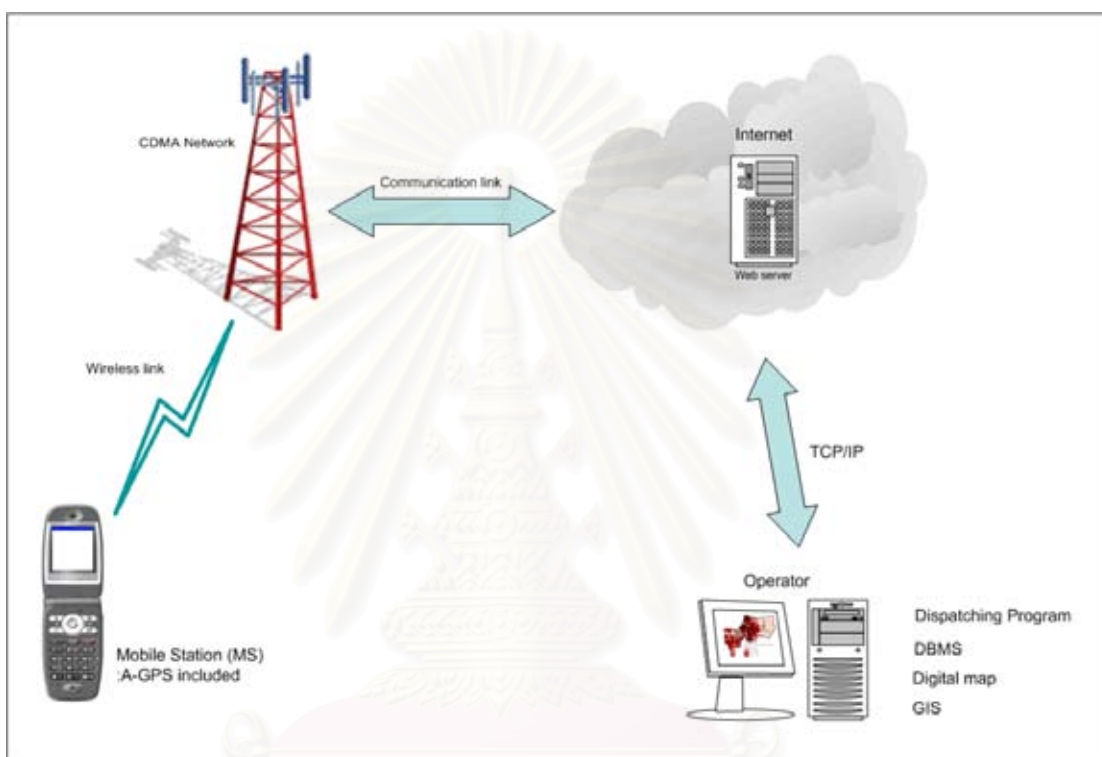 CDMA Network
Communication link
Internet
Web server
Wireless link
TCP/IP
Mobile Station (MS)
:A-GPS included
Operator
Dispatching Program
DBMS
Digital map
GIS